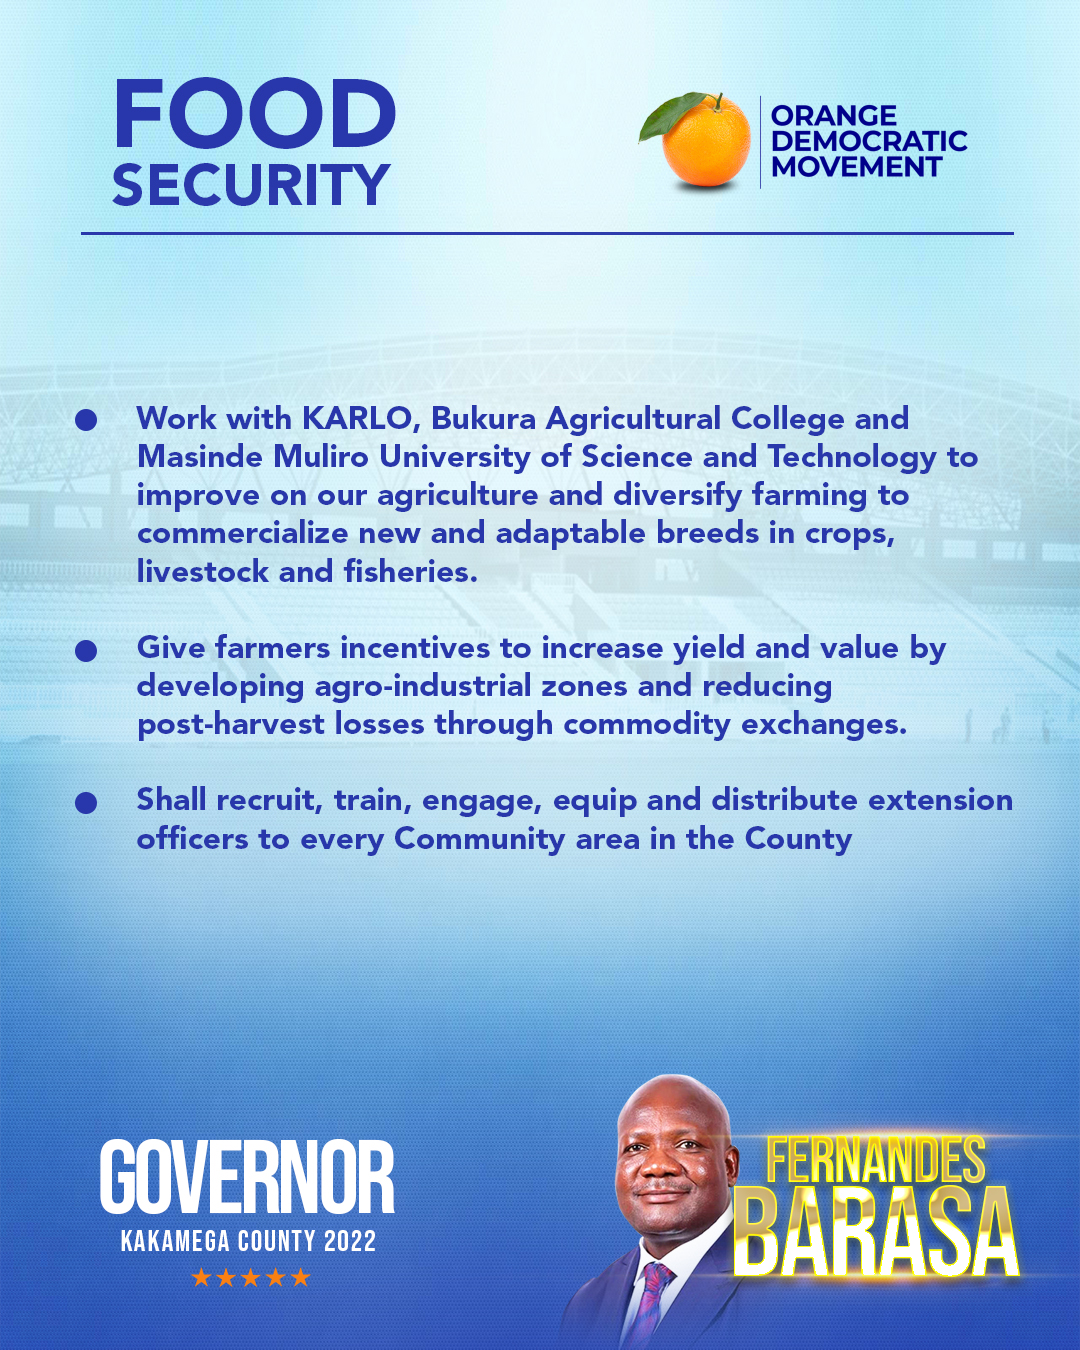 FOOD
SECURITY
ORANGE
DEMOCRATIC
MOVEMENT
Work with KARLO, Bukura Agricultural College and
Masinde Muliro University of Science and Technology to
improve on our agriculture and diversify farming to
commercialize new and adaptable breeds in crops,
livestock and fisheries.
Give farmers incentives to increase yield and value by
developing agro-industrial zones and reducing
post-harvest losses through commodity exchanges.
Shall recruit, train, engage, equip and distribute extension
officers to every Community area in the County
GOVERNOR
KAKAMEGA COUNTY 2022
FERNANDES
BARASA